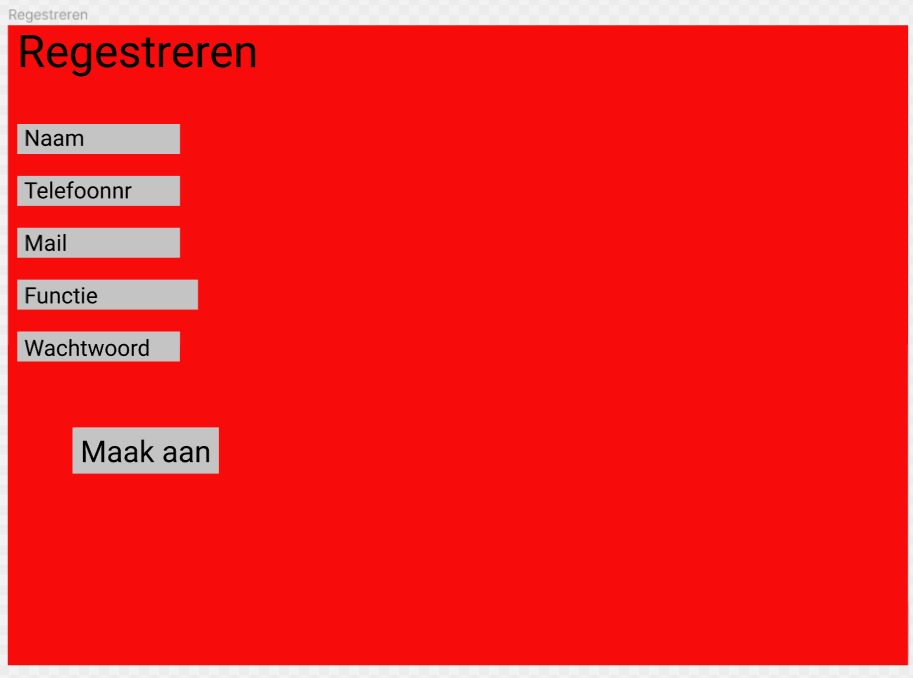 Regestreren
Regestreren
Naam
Telefoonnr
Mail
Functie
Wachtwoord
Maak aan